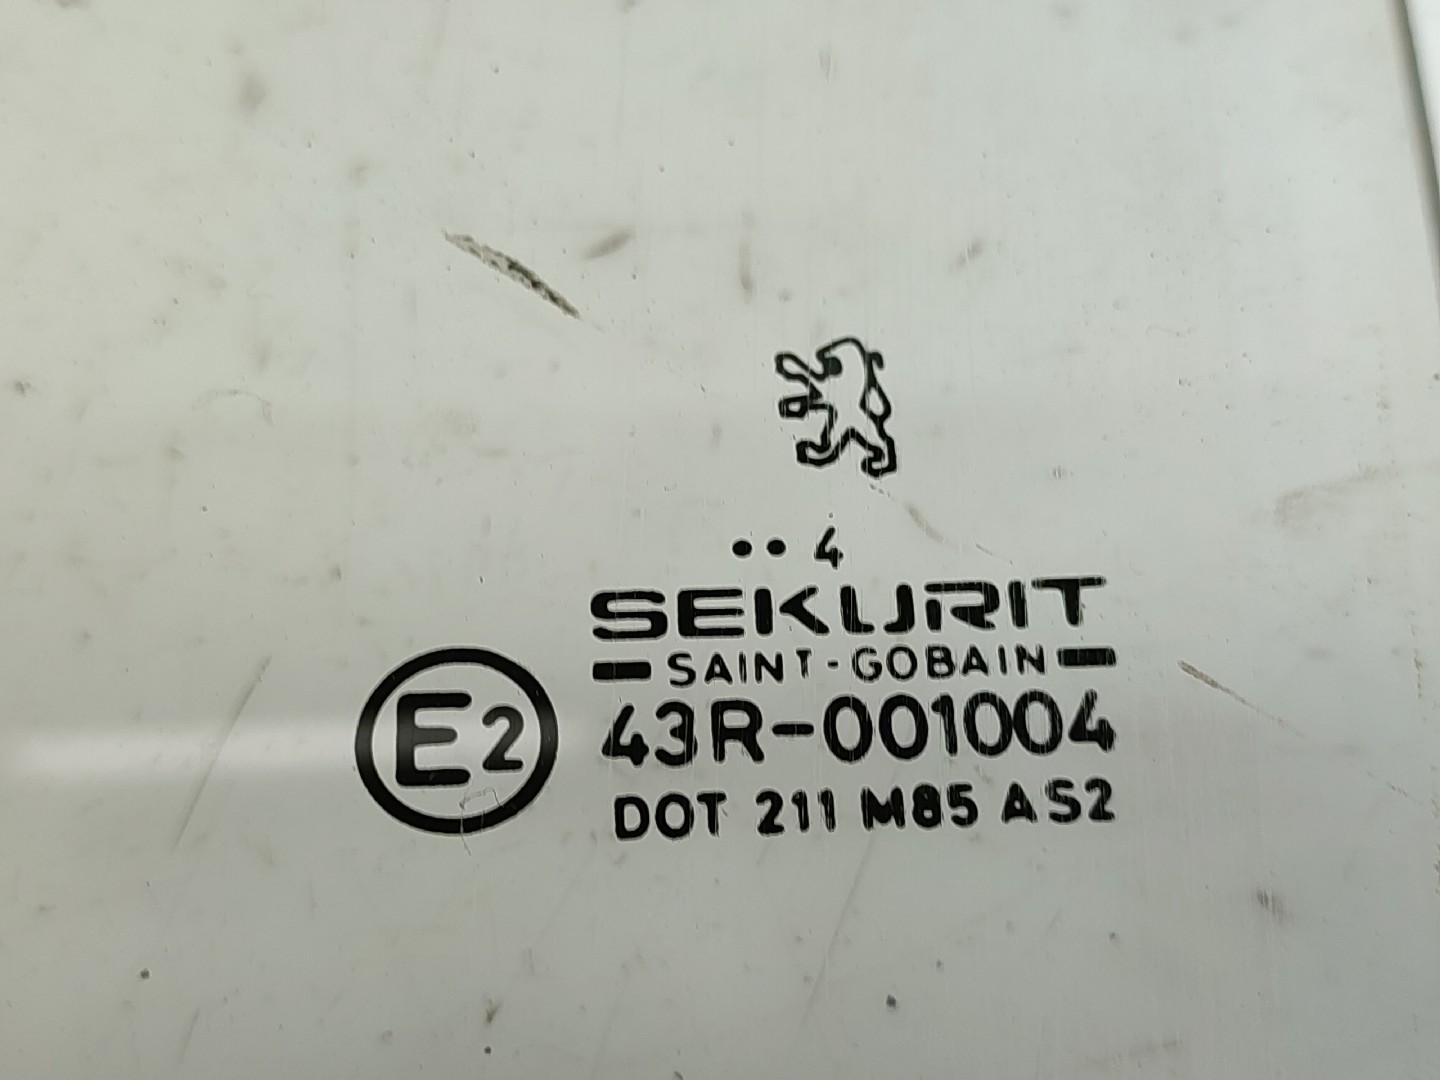 •• 4
SEKURIT
SAINT-GOBAIN
E2
43R-001004
DOT 211 M85 AS2